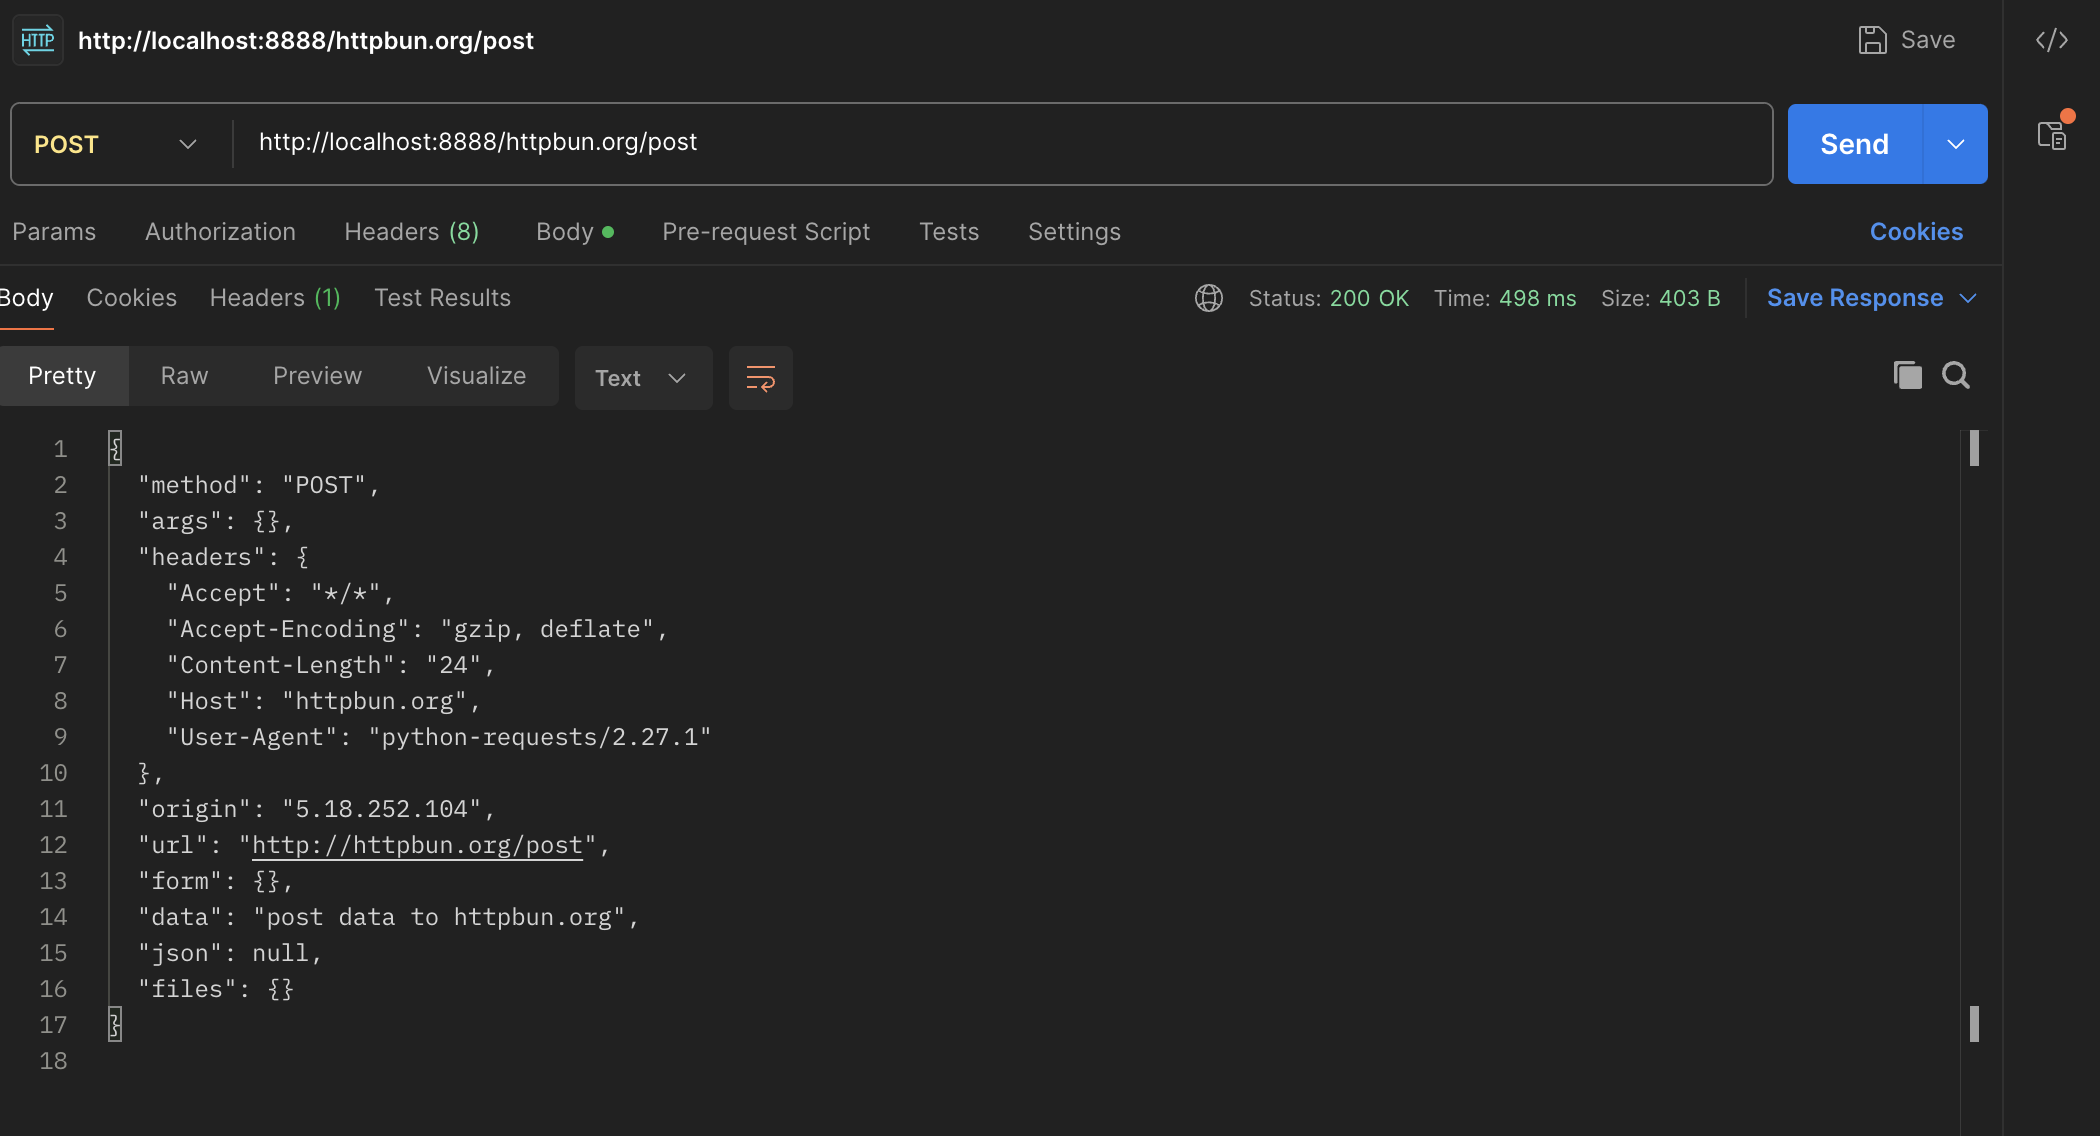 HTTP http://localhost:8888/httpbun.org/post Save
POST http://localhost:8888/httpbun.org/post Send
Params Authorization Headers (8) Body Pre-request Script Tests Settings Cookies
Body Cookies Headers (1) Test Results Status: 200 OK Time: 498 ms Size: 403 B Save Response
Pretty Raw Preview Visualize Text
1 {
2 "method": "POST",
3 "args": {},
4 "headers": {
5 "Accept": "*/*",
6 "Accept-Encoding": "gzip, deflate",
7 "Content-Length": "24",
8 "Host": "httpbun.org",
9 "User-Agent": "python-requests/2.27.1"
10 },
11 "origin": "5.18.252.104",
12 "url": "http://httpbun.org/post",
13 "form": {},
14 "data": "post data to httpbun.org",
15 "json": null,
16 "files": {}
17 }
18